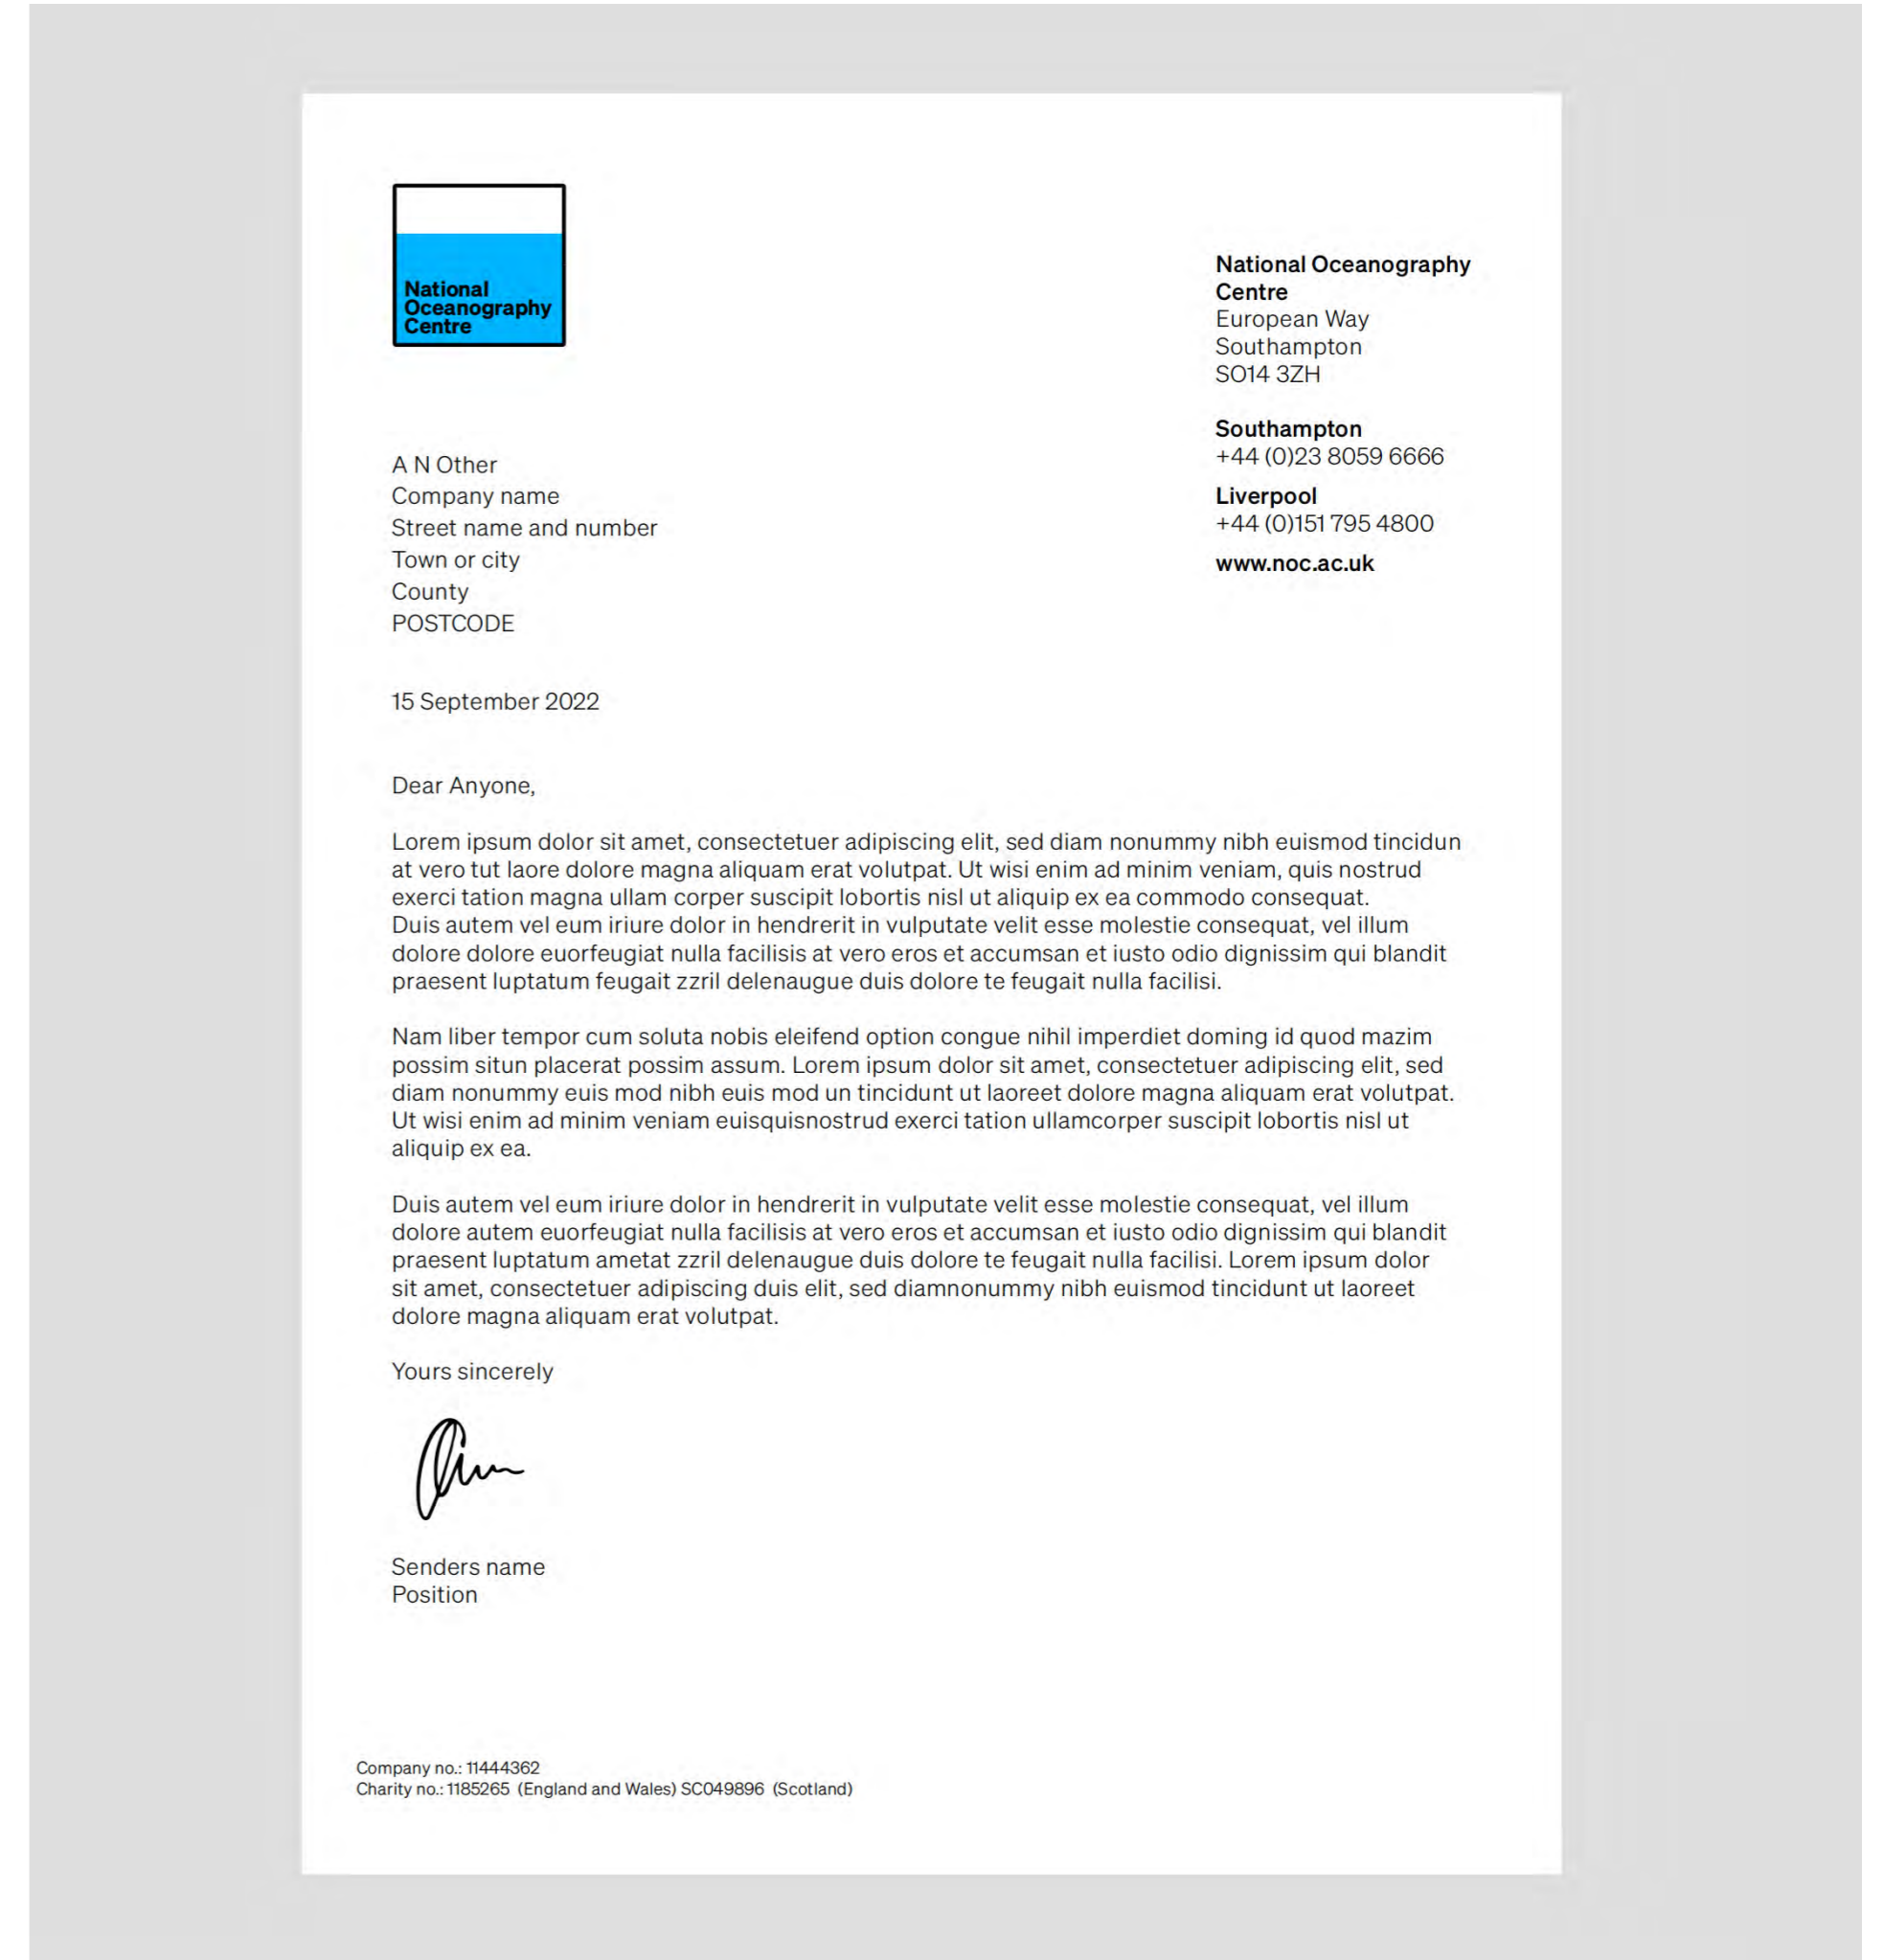 National
Oceanography
Centre
National Oceanography
Centre
European Way
Southampton
SO14 3ZH
Southampton
+44 (0)23 8059 6666
Liverpool
+44 (0)151 795 4800
www.noc.ac.uk
A N Other
Company name
Street name and number
Town or city
County
POSTCODE
15 September 2022
Dear Anyone,
Lorem ipsum dolor sit amet, consectetuer adipiscing elit, sed diam nonummy nibh euismod tincidun
at vero tut laore dolore magna aliquam erat volutpat. Ut wisi enim ad minim veniam, quis nostrud
exerci tation magna ullam corper suscipit lobortis nisl ut aliquip ex ea commodo consequat.
Duis autem vel eum iriure dolor in hendrerit in vulputate velit esse molestie consequat, vel illum
dolore dolore euorfeugiat nulla facilisis at vero eros et accumsan et iusto odio dignissim qui blandit
praesent luptatum feugait zzril delenaugue duis dolore te feugait nulla facilisi.
Nam liber tempor cum soluta nobis eleifend option congue nihil imperdiet doming id quod mazim
possim situn placerat possim assum. Lorem ipsum dolor sit amet, consectetuer adipiscing elit, sed
diam nonummy euis mod nibh euis mod un tincidunt ut laoreet dolore magna aliquam erat volutpat.
Ut wisi enim ad minim veniam euisquisnostrud exerci tation ullamcorper suscipit lobortis nisl ut
aliquip ex ea.
Duis autem vel eum iriure dolor in hendrerit in vulputate velit esse molestie consequat, vel illum
dolore autem euorfeugiat nulla facilisis at vero eros et accumsan et iusto odio dignissim qui blandit
praesent luptatum ametat zzril delenaugue duis dolore te feugait nulla facilisi. Lorem ipsum dolor
sit amet, consectetuer adipiscing duis elit, sed diamnonummy nibh euismod tincidunt ut laoreet
dolore magna aliquam erat volutpat.
Yours sincerely
Senders name
Position
Company no.: 11444362
Charity no.: 1185265 (England and Wales) SC049896 (Scotland)